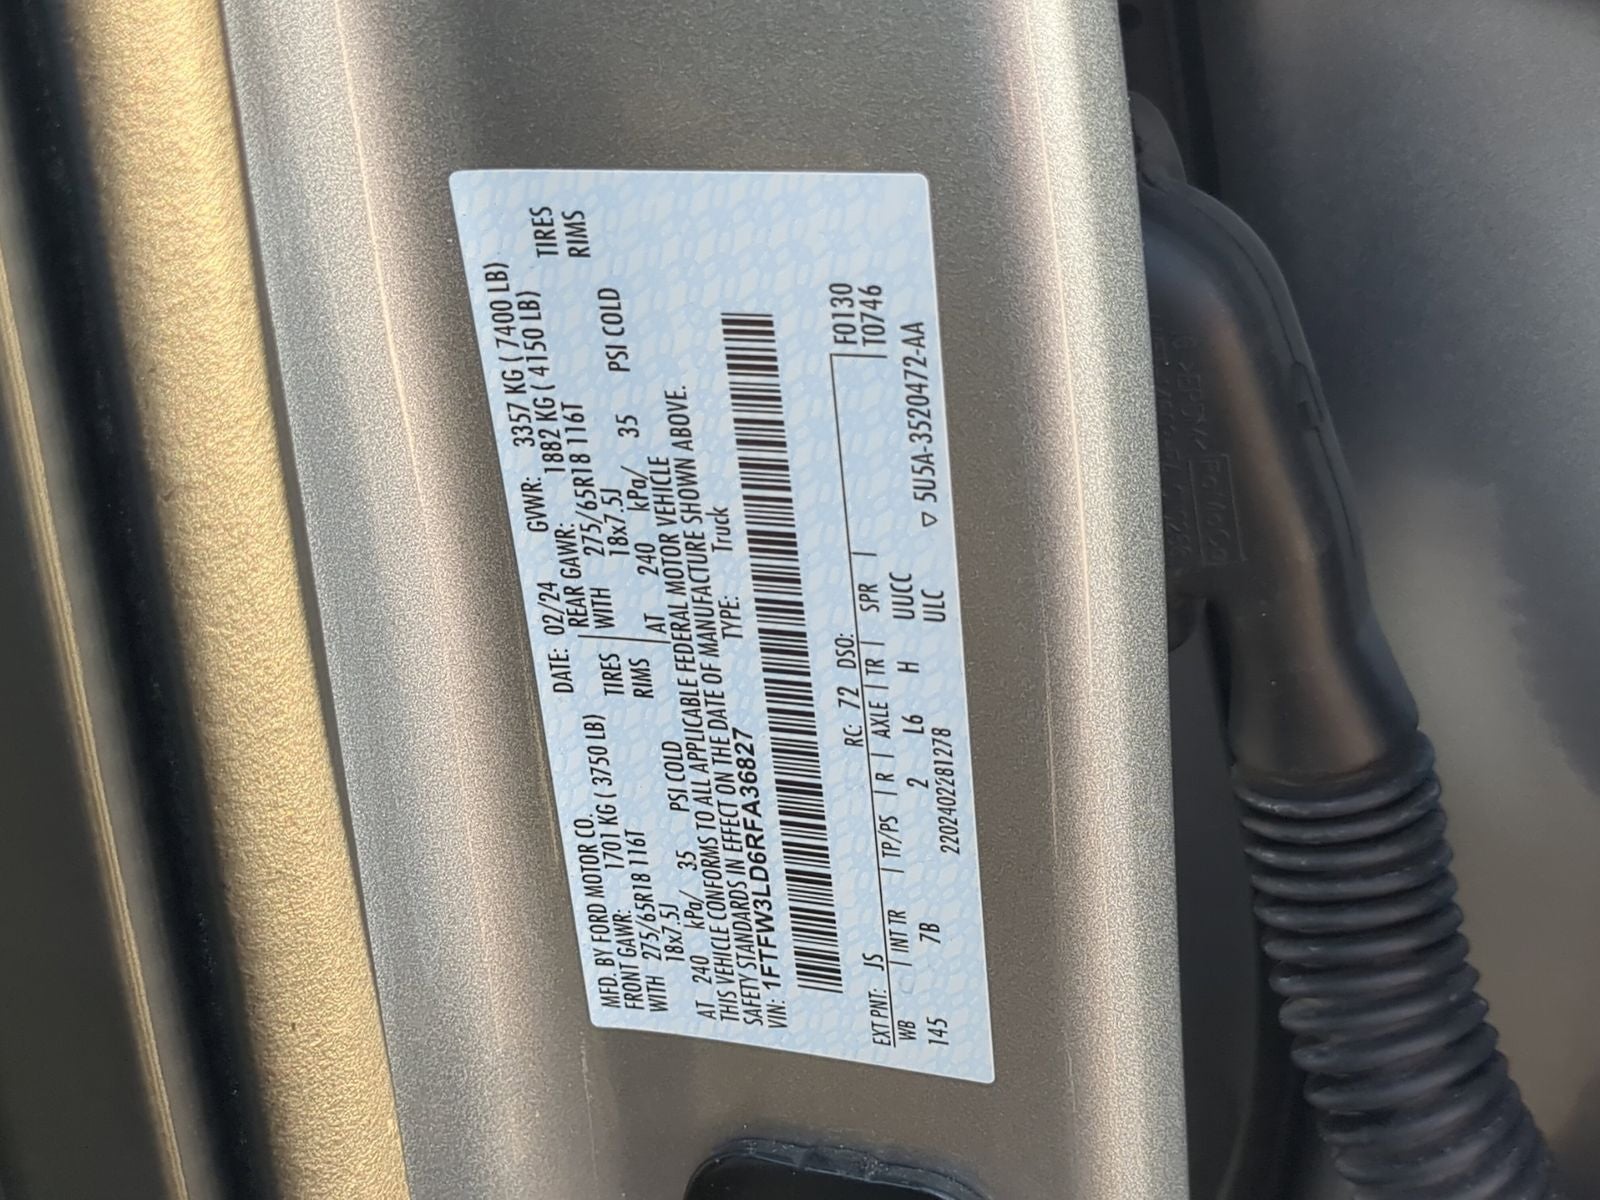 MFD. BY FORD MOTOR CO. DATE: 02/24 GVWR: 3357 KG ( 7400 LB)
FRONT GAWR: 1701 KG ( 3750 LB) REAR GAWR: 1882 KG ( 4150 LB)
WITH 275/65R18 116T TIRES WITH 275/65R18 116T TIRES
18x7.5J RIMS 18x7.5J RIMS
AT 240 kPa/ 35 PSI COLD AT 240 kPa/ 35 PSI COLD
THIS VEHICLE CONFORMS TO ALL APPLICABLE FEDERAL MOTOR VEHICLE
SAFETY STANDARDS IN EFFECT ON THE DATE OF MANUFACTURE SHOWN ABOVE.
VIN: 1FTFW3LD6RFA36827 TYPE: Truck
F0130
T0746
EXT PNT: JS RC: 72 DSO:
WB INT TR TP/PS R AXLE TR SPR
145 7B 2 L6 H UUCC
ULC
2202402281278 ▽ 5U5A-3520472-AA